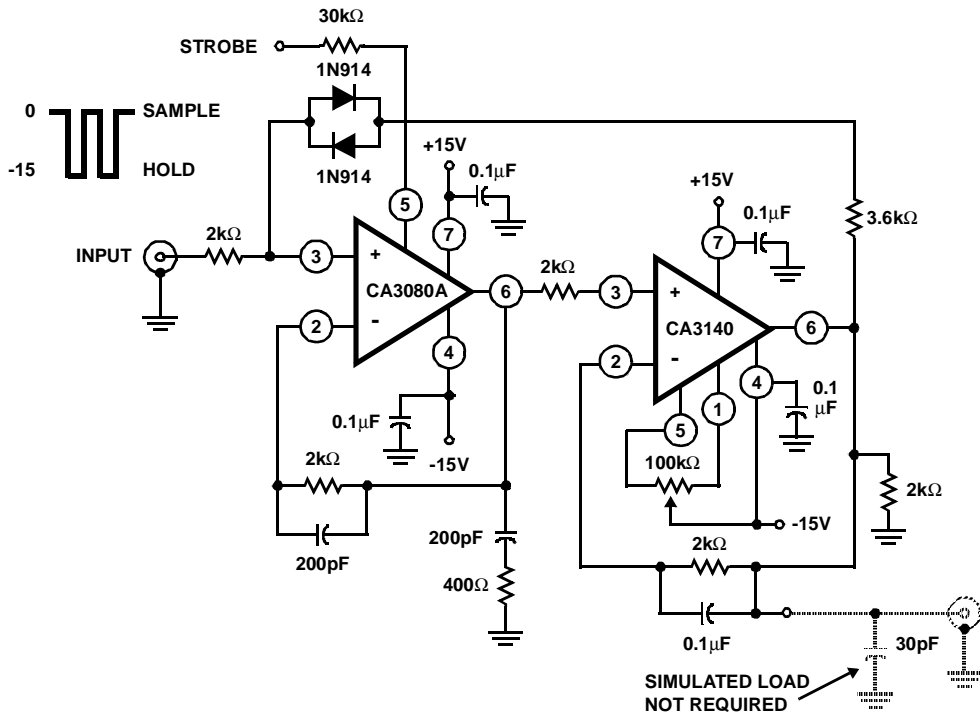 30kΩ
STROBE
1N914
0
SAMPLE
-15
HOLD
1N914
+15V
0.1μF
5
7
+15V
0.1μF
7
3.6kΩ
INPUT
2kΩ
3
+
CA3080A
6
2kΩ
3
+
CA3140
6
2
-
2
-
4
4
0.1μF
1
5
0.1
μF
-15V
100kΩ
2kΩ
2kΩ
-15V
200pF
200pF
2kΩ
400Ω
0.1μF
30pF
SIMULATED LOAD
NOT REQUIRED